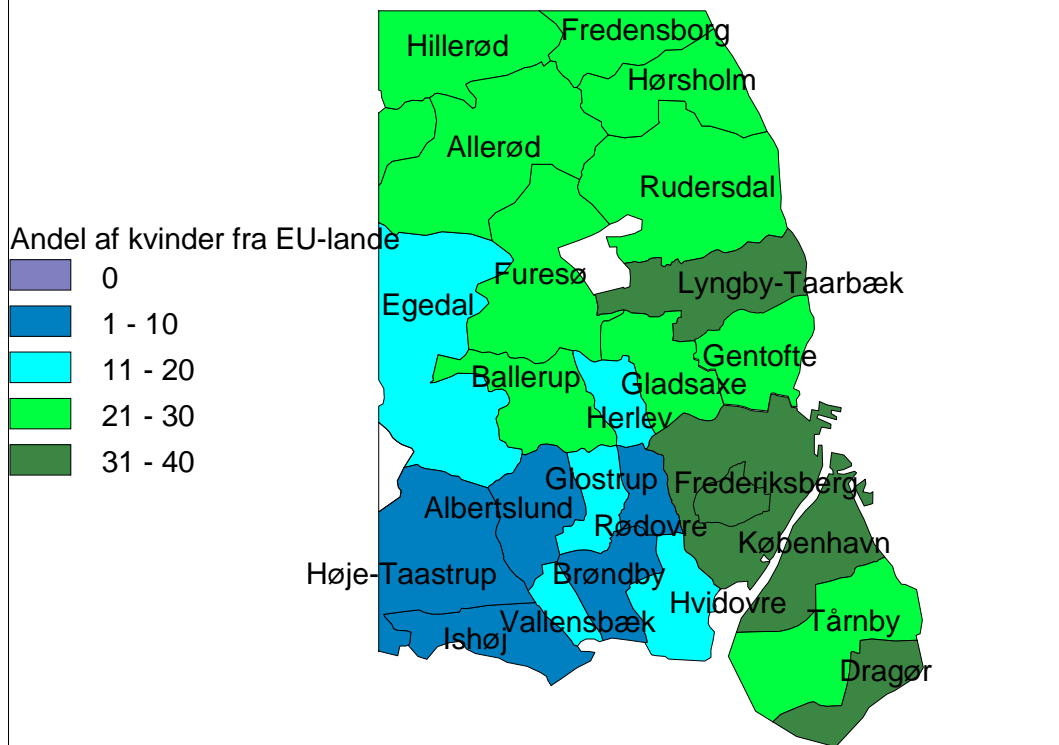 Fredensborg
Hillerød
Hørsholm
Allerød
Rudersdal
Andel af kvinder fra EU-lande
0
1 - 10
11 - 20
21 - 30
31 - 40
Furesø
Lyngby-Taarbæk
Egedal
Gentofte
Ballerup
Gladsaxe
Herlev
Glostrup
Frederiksberg
Albertslund
Rødovre
København
Høje-Taastrup
Brøndby
Hvidovre
Vallensbæk
Tårnby
Ishøj
Dragør